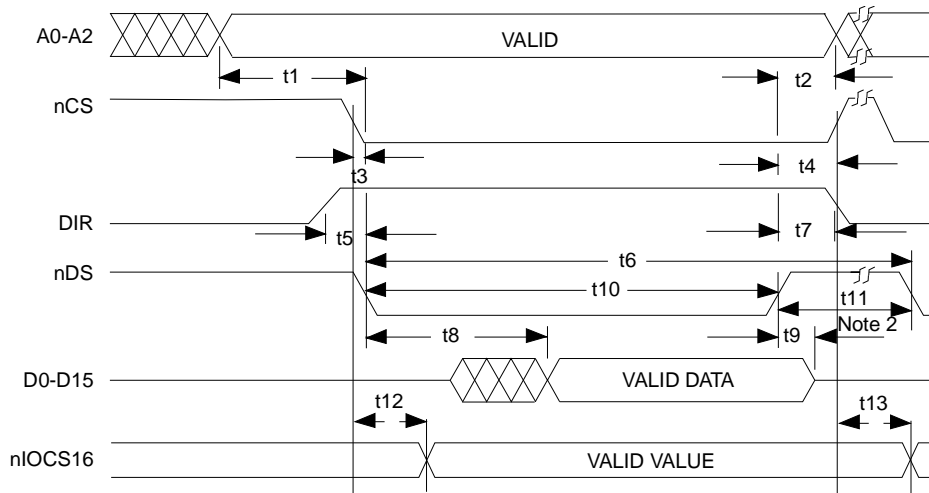 A0-A2
VALID
t1
t2
nCS
t3
t4
DIR
t5
t7
t6
nDS
t10
t11
t8
t9
Note 2
D0-D15
VALID DATA
t12
t13
nIOCS16
VALID VALUE